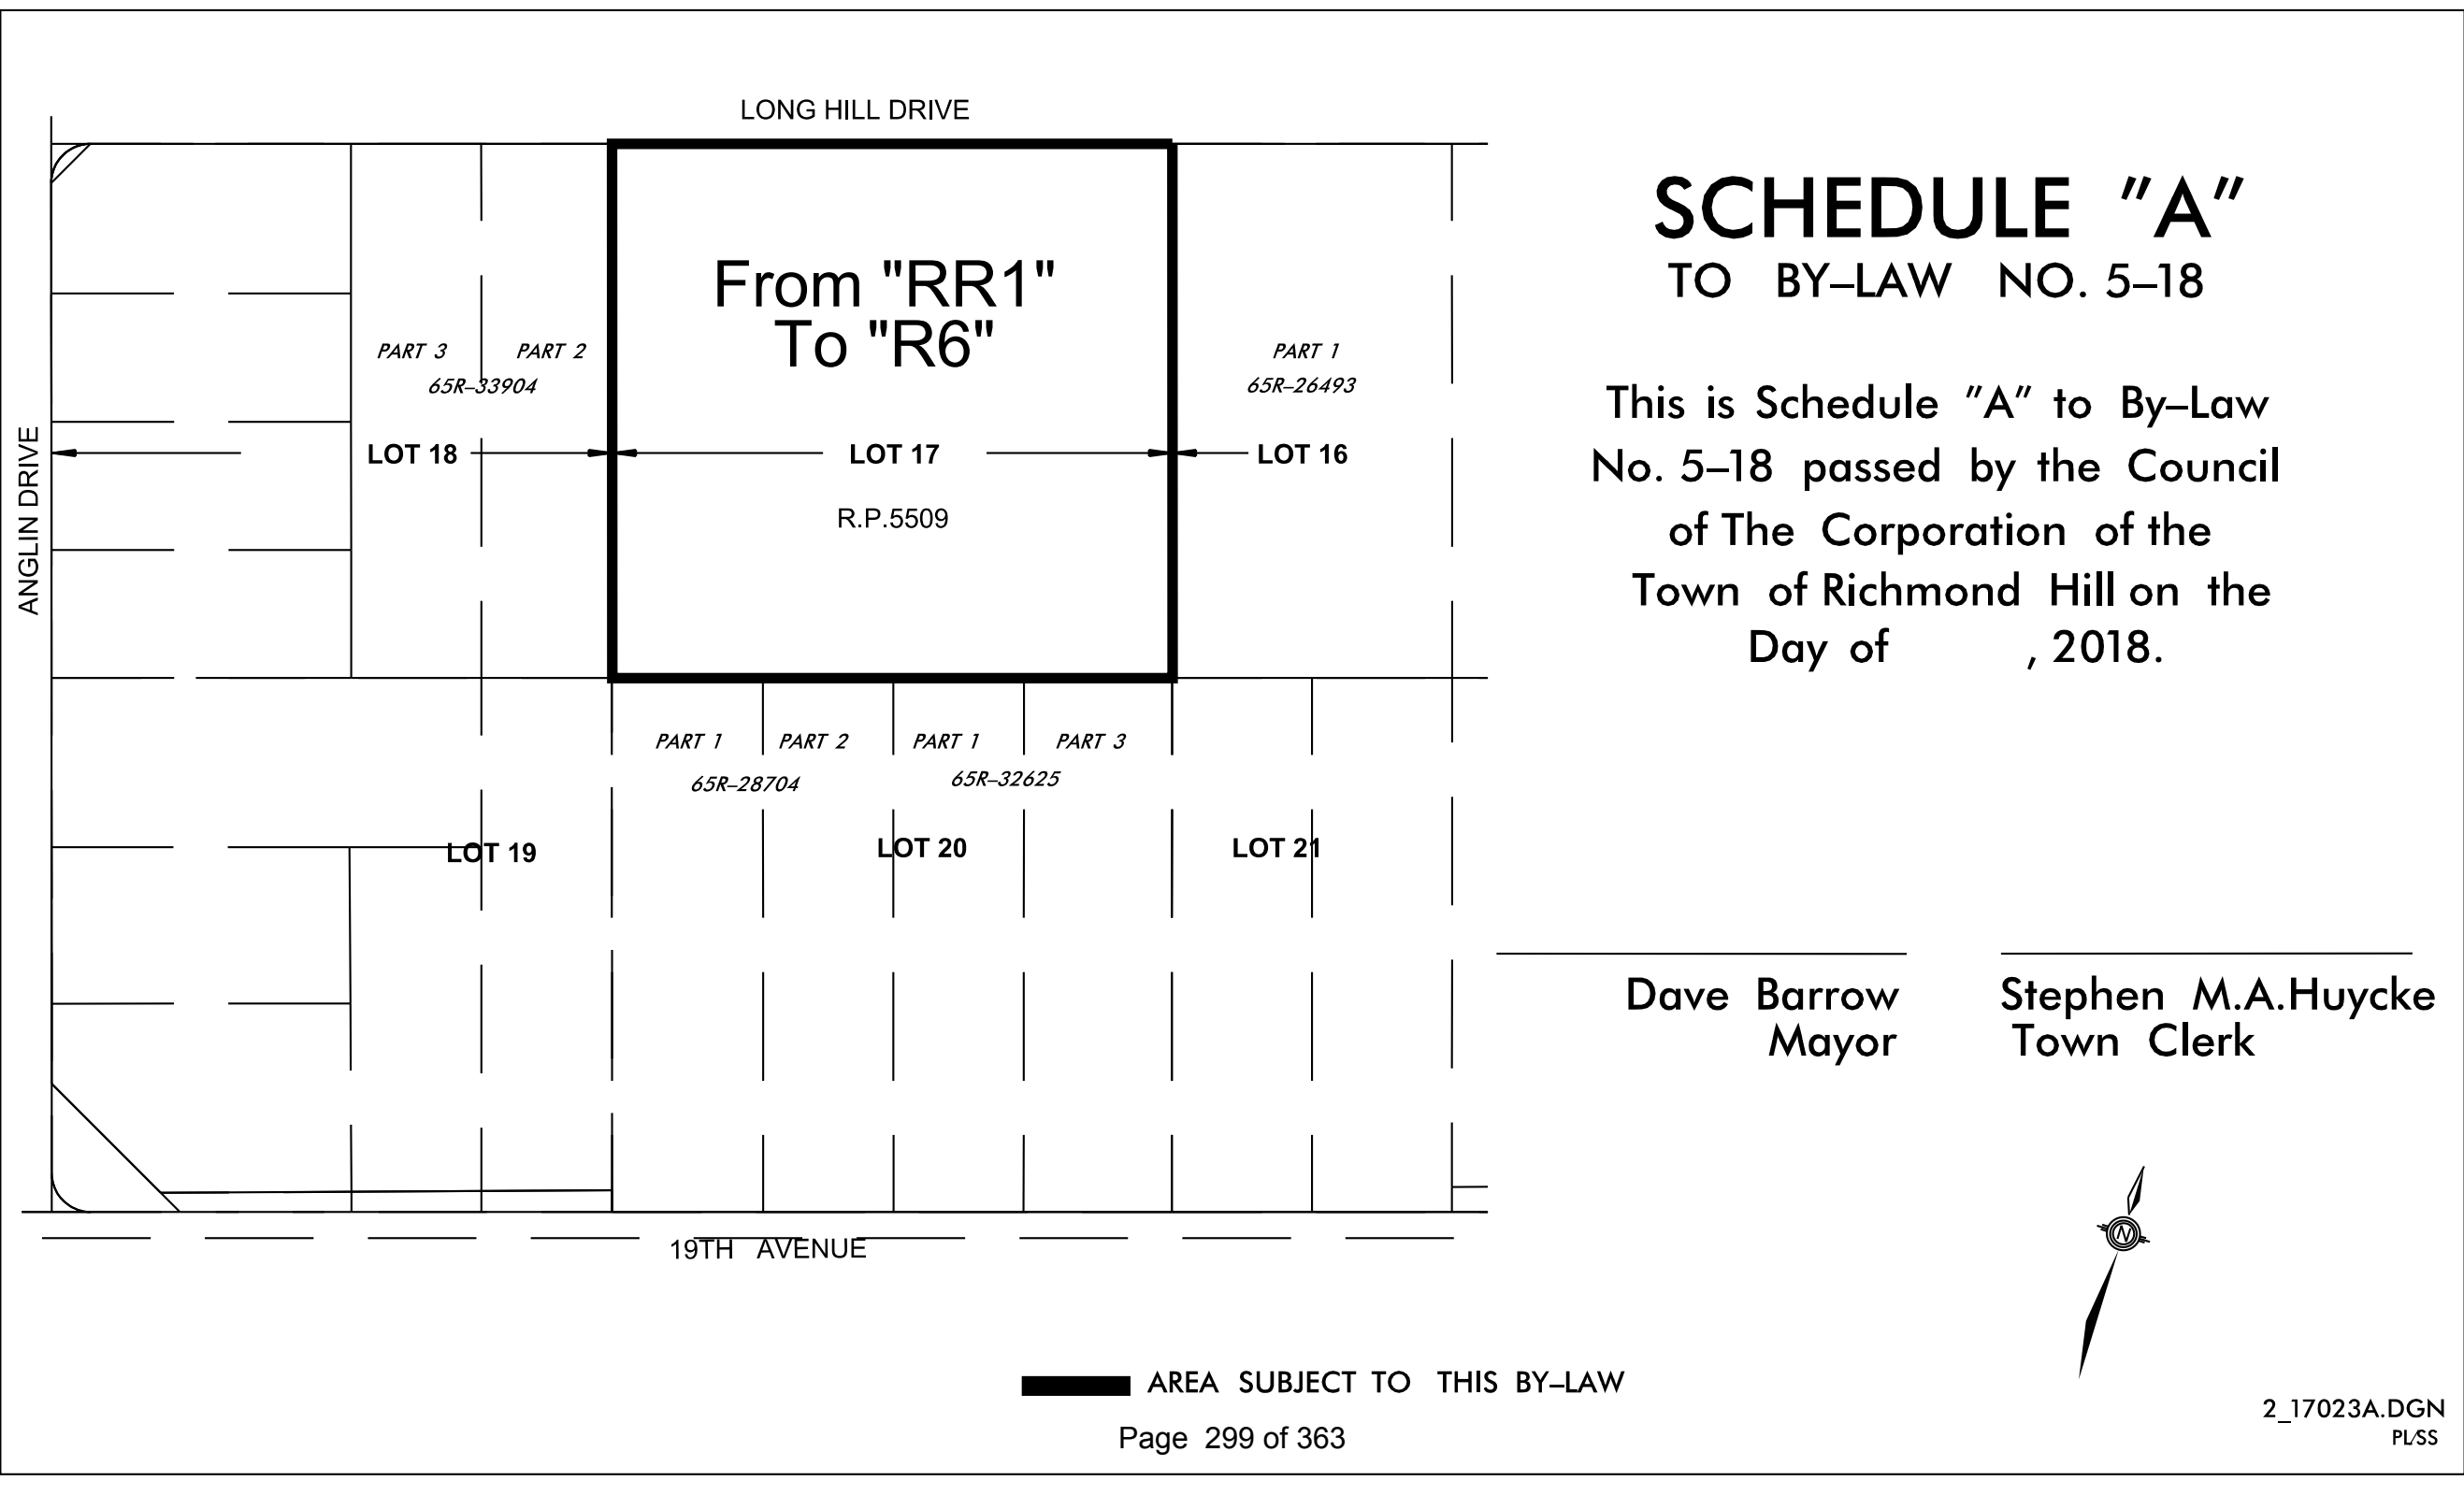 LONG HILL DRIVE
ANGLIN DRIVE
From "RR1"
To "R6"
PART 3
PART 2
65R–33904
PART 1
65R–26493
LOT 18
LOT 17
LOT 16
R.P.5509
PART 1
PART 2
PART 1
PART 3
65R–28704
65R–32625
LOT 19
LOT 20
LOT 21
19TH AVENUE
SCHEDULE "A"
TO BY–LAW NO. 5–18
This is Schedule "A" to By–Law
No. 5–18 passed by the Council
of The Corporation of the
Town of Richmond Hill on the
Day of , 2018.
Dave Barrow
Mayor
Stephen M.A.Huycke
Town Clerk
N
AREA SUBJECT TO THIS BY–LAW
Page 299 of 363
2_17023A.DGN
PL/SS